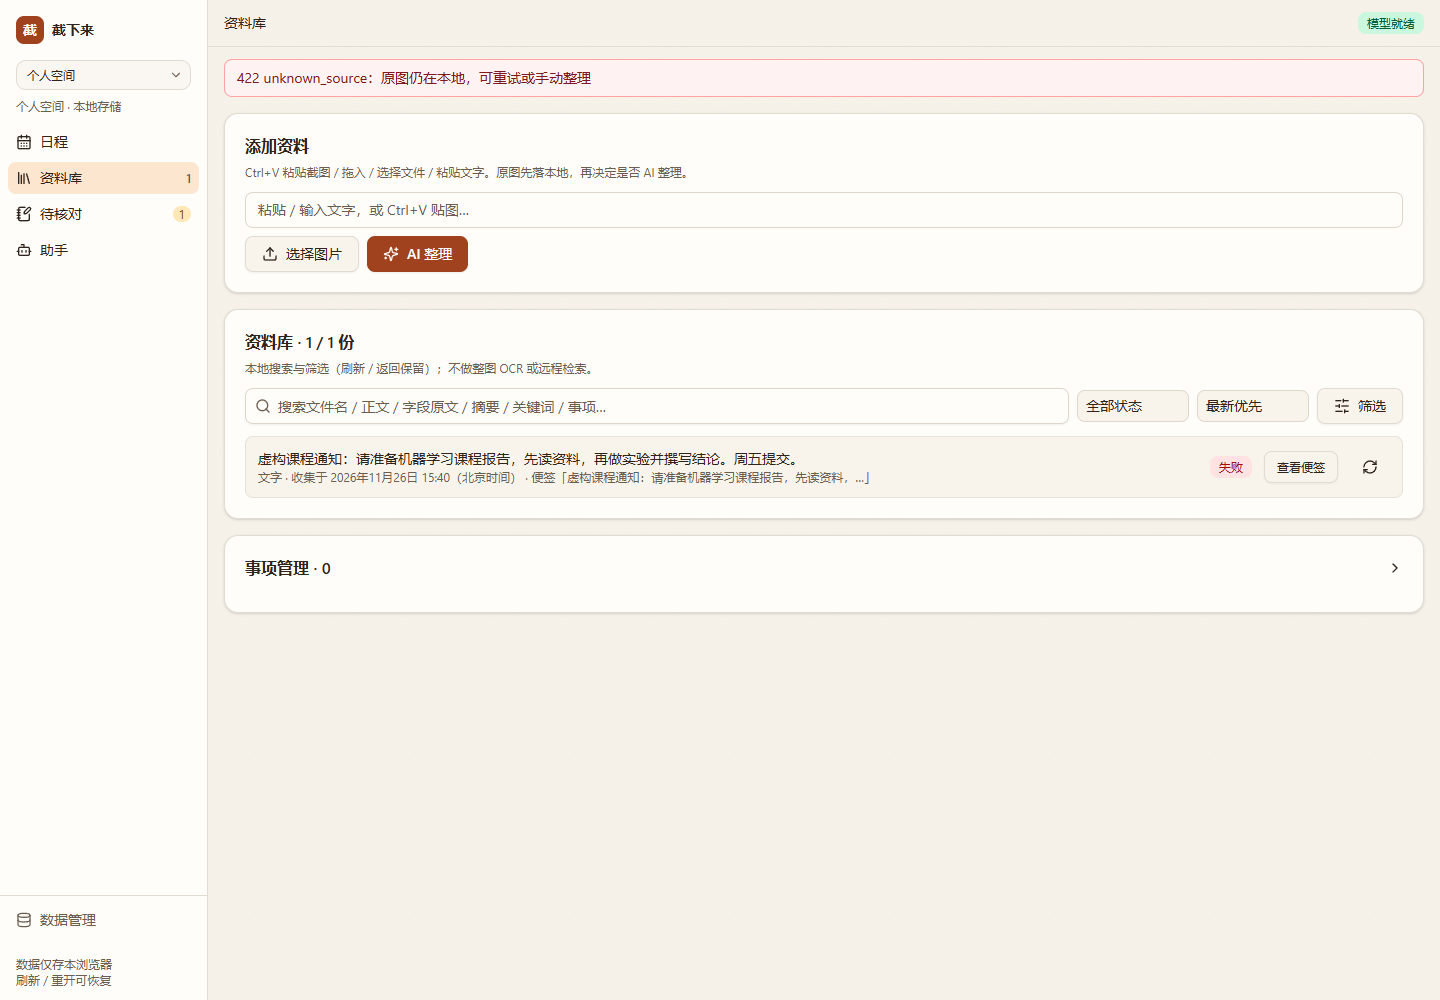 截 截下来
个人空间
个人空间 · 本地存储
日程
资料库 1
待核对 1
助手
数据管理
数据仅存本浏览器
刷新 / 重开可恢复
资料库
模型就绪
422 unknown_source：原图仍在本地，可重试或手动整理
添加资料
Ctrl+V 粘贴截图 / 拖入 / 选择文件 / 粘贴文字。原图先落本地，再决定是否 AI 整理。
粘贴 / 输入文字，或 Ctrl+V 贴图...
选择图片 AI 整理
资料库 · 1 / 1 份
本地搜索与筛选（刷新 / 返回保留）；不做整图 OCR 或远程检索。
搜索文件名 / 正文 / 字段原文 / 摘要 / 关键词 / 事项... 全部状态 最新优先 筛选
虚构课程通知：请准备机器学习课程报告，先读资料，再做实验并撰写结论。周五提交。
文字 · 收集于 2026年11月26日 15:40（北京时间） · 便签「虚构课程通知：请准备机器学习课程报告，先读资料，...」
失败 查看便签
事项管理 · 0